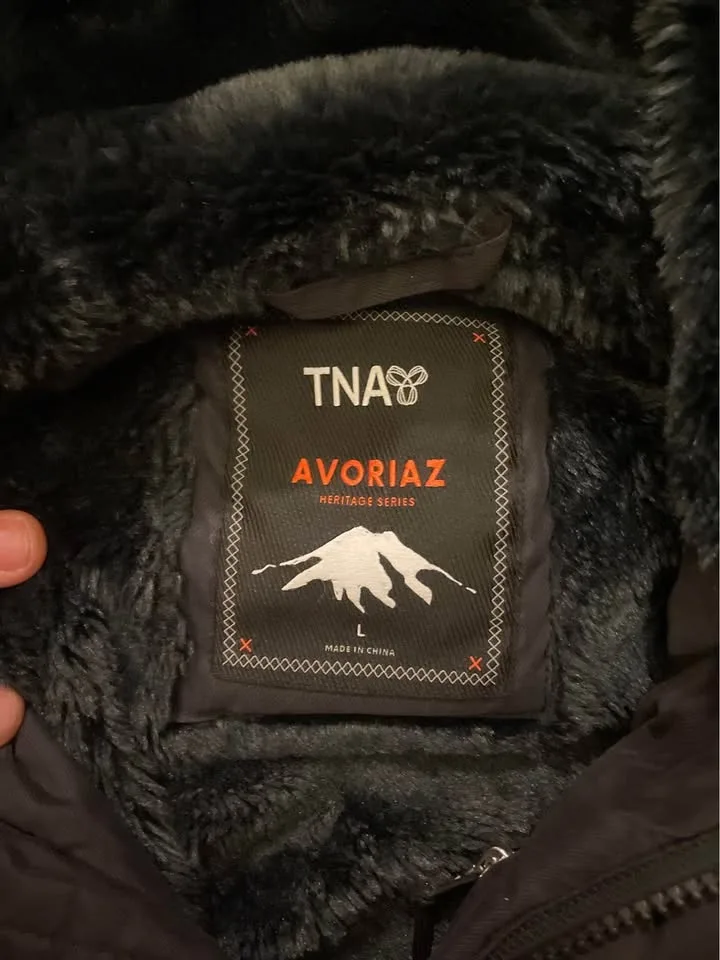 TNA
AVORIAZ
HERITAGE SERIES
L
MADE IN CHINA